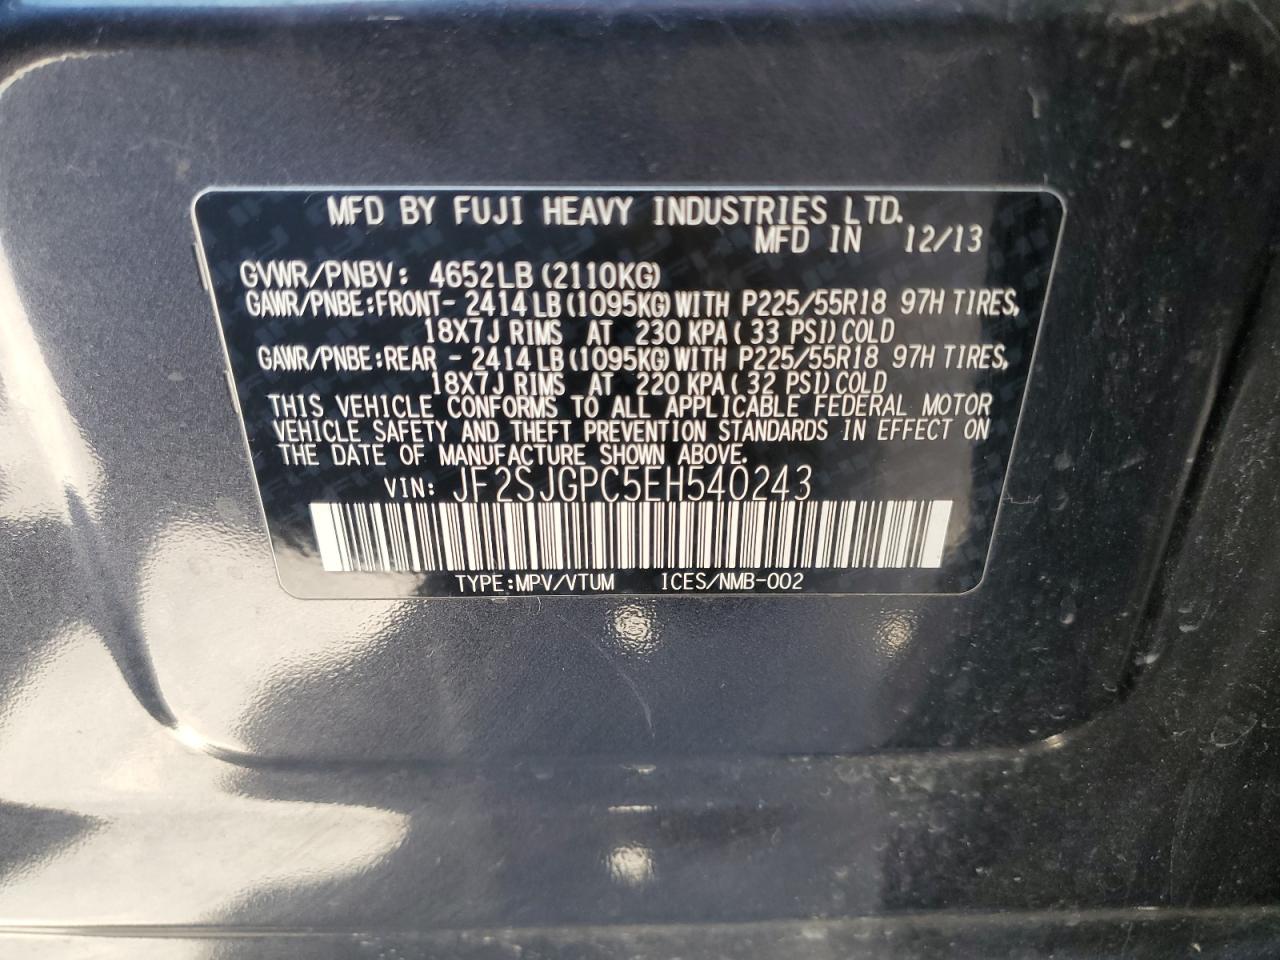 MFD BY FUJI HEAVY INDUSTRIES LTD.
MFD IN 12/13
GVWR/PNBV: 4652LB (2110KG)
GAWR/PNBE:FRONT- 2414LB (1095KG) WITH P225/55R18 97H TIRES,
18X7J RIMS AT 230 KPA( 33 PSI)COLD
GAWR/PNBE:REAR - 2414LB (1095KG) WITH P225/55R18 97H TIRES,
18X7J RIMS AT 220 KPA( 32 PSI)COLD
THIS VEHICLE CONFORMS TO ALL APPLICABLE FEDERAL MOTOR
VEHICLE SAFETY AND THEFT PREVENTION STANDARDS IN EFFECT ON
THE DATE OF MANUFACTURE SHOWN ABOVE.
VIN: JF2SJGPC5EH540243
TYPE:MPV/VTUM ICES/NMB-002